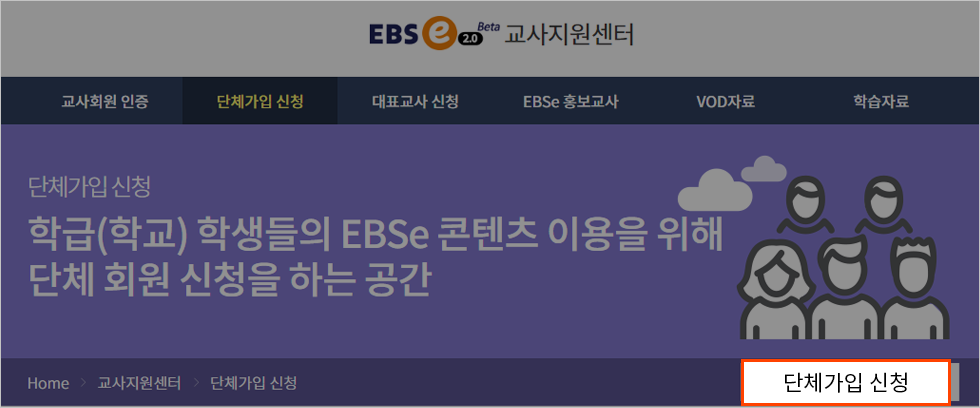 EBSe 2.0 Beta 교사지원센터
교사회원 인증 단체가입 신청 대표교사 신청 EBSe 홍보교사 VOD자료 학습자료
단체가입 신청
학급(학교) 학생들의 EBSe 콘텐츠 이용을 위해
단체 회원 신청을 하는 공간
Home > 교사지원센터 > 단체가입 신청
단체가입 신청